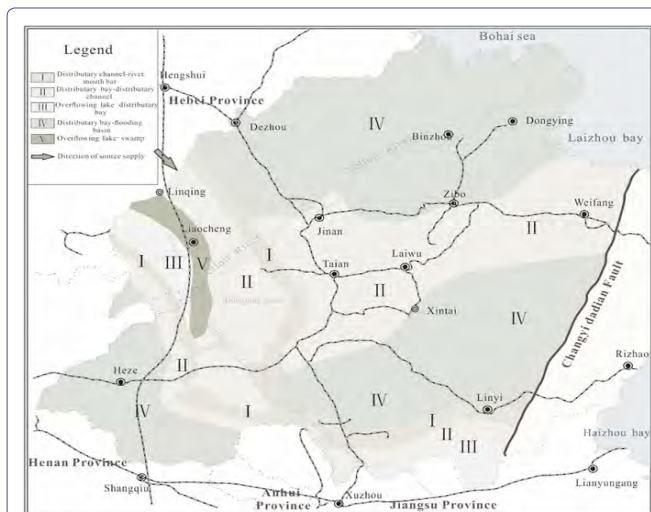 Legend
I
Distributary channel-river
mouth bar
II
Distributary bay-distributary
channel
III
Overflowing lake distributary
bay
IV
Distributary bay-flooding
basin
V
Overflowing lake-swamp
Direction of source supply
Bohai sea
Hengshui
Hebei Province
Dezhou
IV
Binzhou
Dongying
Laizhou bay
Linqing
Zibo
Weifang
Jinan
II
Liaocheng
I
III
V
I
II
Taian
Laiwu
II
Xintai
IV
Changyi dadian Fault
Rizhao
II
Heze
IV
I
IV
Linyi
I
II
III
Haizhou bay
Henan Province
Shangqiu
Anhui
Province
Xuzhou
Jiangsu Province
Lianyungang